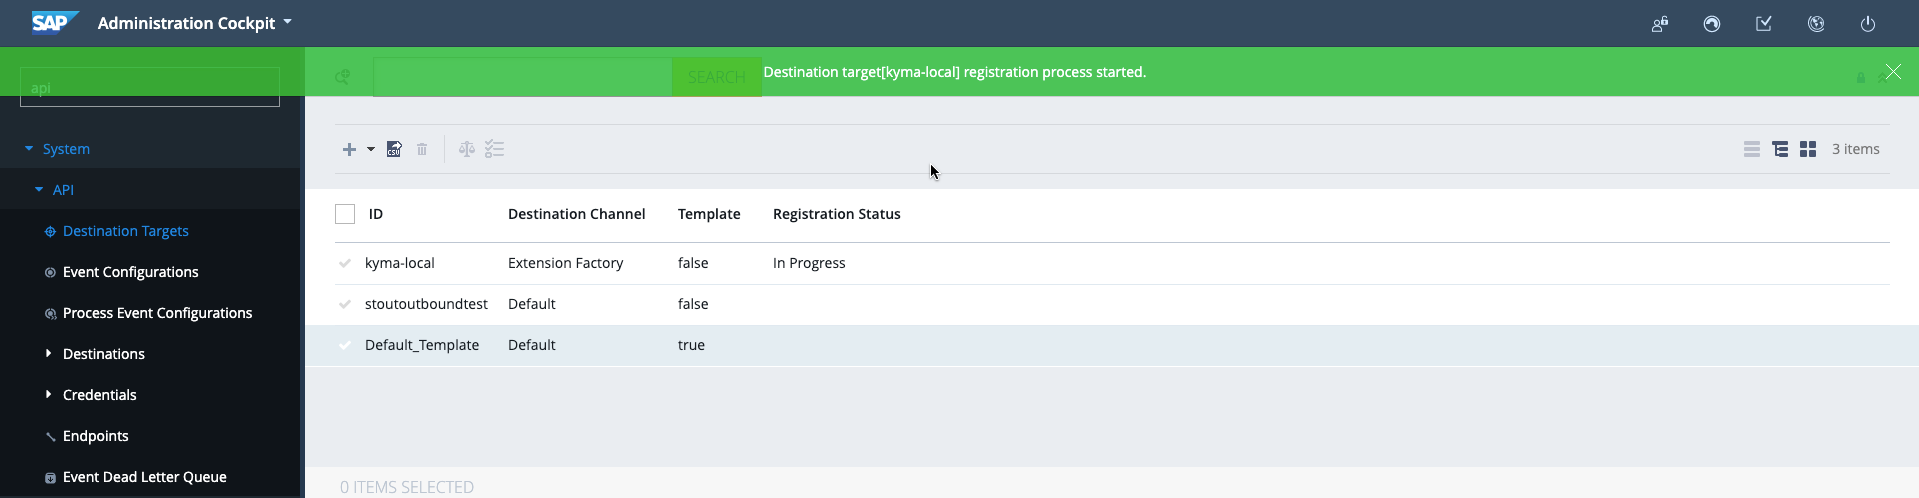 SAP Administration Cockpit
Destination target[kyma-local] registration process started.
api
SEARCH
System
API
Destination Targets
Event Configurations
Process Event Configurations
Destinations
Credentials
Endpoints
Event Dead Letter Queue
CSV
3 items
ID Destination Channel Template Registration Status
kyma-local Extension Factory false In Progress
stoutoutboundtest Default false
Default_Template Default true
0 ITEMS SELECTED